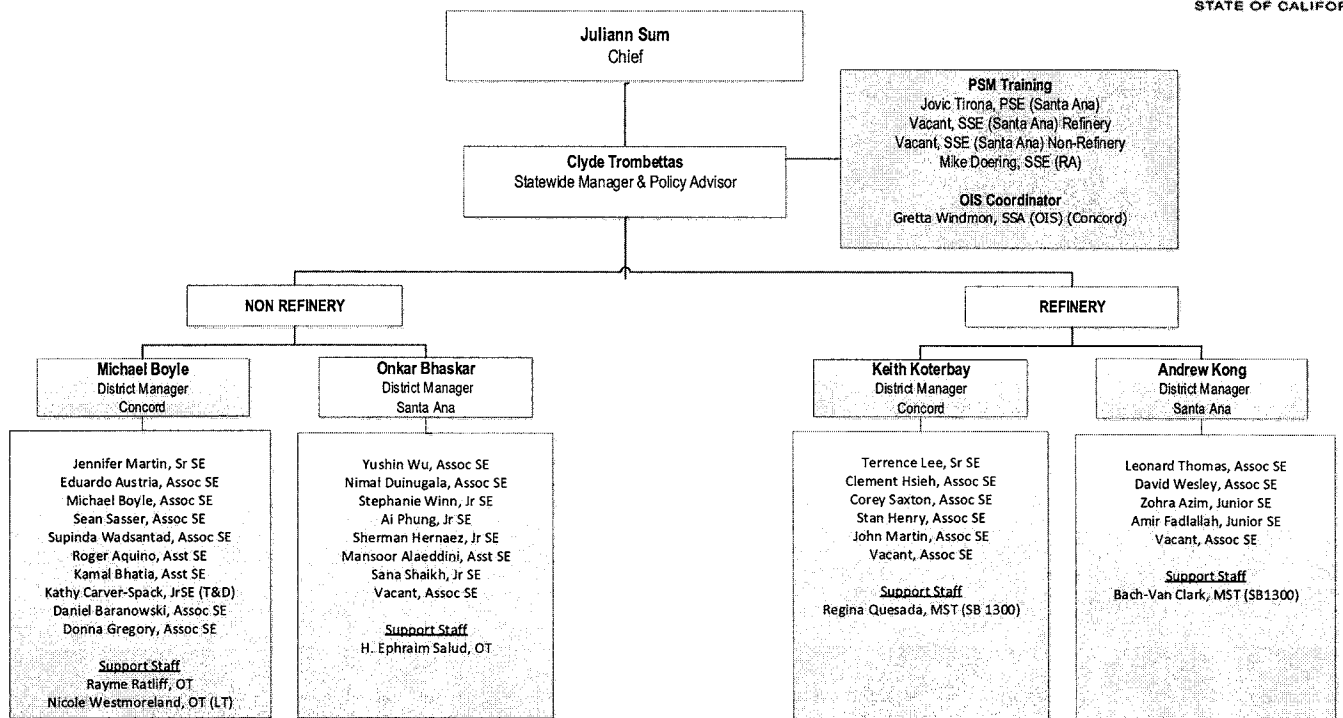 STATE OF CALIFOR
Juliann Sum
Chief
PSM Training
Jovic Tirona, PSE (Santa Ana)
Vacant, SSE (Santa Ana) Refinery
Vacant, SSE (Santa Ana) Non-Refinery
Mike Doering, SSE (RA)
OIS Coordinator
Gretta Windmon, SSA (OIS) (Concord)
Clyde Trombettas
Statewide Manager & Policy Advisor
NON REFINERY
REFINERY
Michael Boyle
District Manager
Concord
Onkar Bhaskar
District Manager
Santa Ana
Keith Koterbay
District Manager
Concord
Andrew Kong
District Manager
Santa Ana
Jennifer Martin, Sr SE
Eduardo Austria, Assoc SE
Michael Boyle, Assoc SE
Sean Sasser, Assoc SE
Supinda Wadsantad, Assoc SE
Roger Aquino, Asst SE
Kamal Bhatia, Asst SE
Kathy Carver-Spack, JrSE (T&D)
Daniel Baranowski, Assoc SE
Donna Gregory, Assoc SE
Support Staff
Rayme Ratliff, OT
Nicole Westmoreland, OT (LT)
Yushin Wu, Assoc SE
Nimal Duinugala, Assoc SE
Stephanie Winn, Jr SE
Ai Phung, Jr SE
Sherman Hernaez, Jr SE
Mansoor Alaeddini, Asst SE
Sana Shaikh, Jr SE
Vacant, Assoc SE
Support Staff
H. Ephraim Salud, OT
Terrence Lee, Sr SE
Clement Hsieh, Assoc SE
Corey Saxton, Assoc SE
Stan Henry, Assoc SE
John Martin, Assoc SE
Vacant, Assoc SE
Support Staff
Regina Quesada, MST (SB 1300)
Leonard Thomas, Assoc SE
David Wesley, Assoc SE
Zohra Azim, Junior SE
Amir Fadlallah, Junior SE
Vacant, Assoc SE
Support Staff
Bach-Van Clark, MST (SB1300)